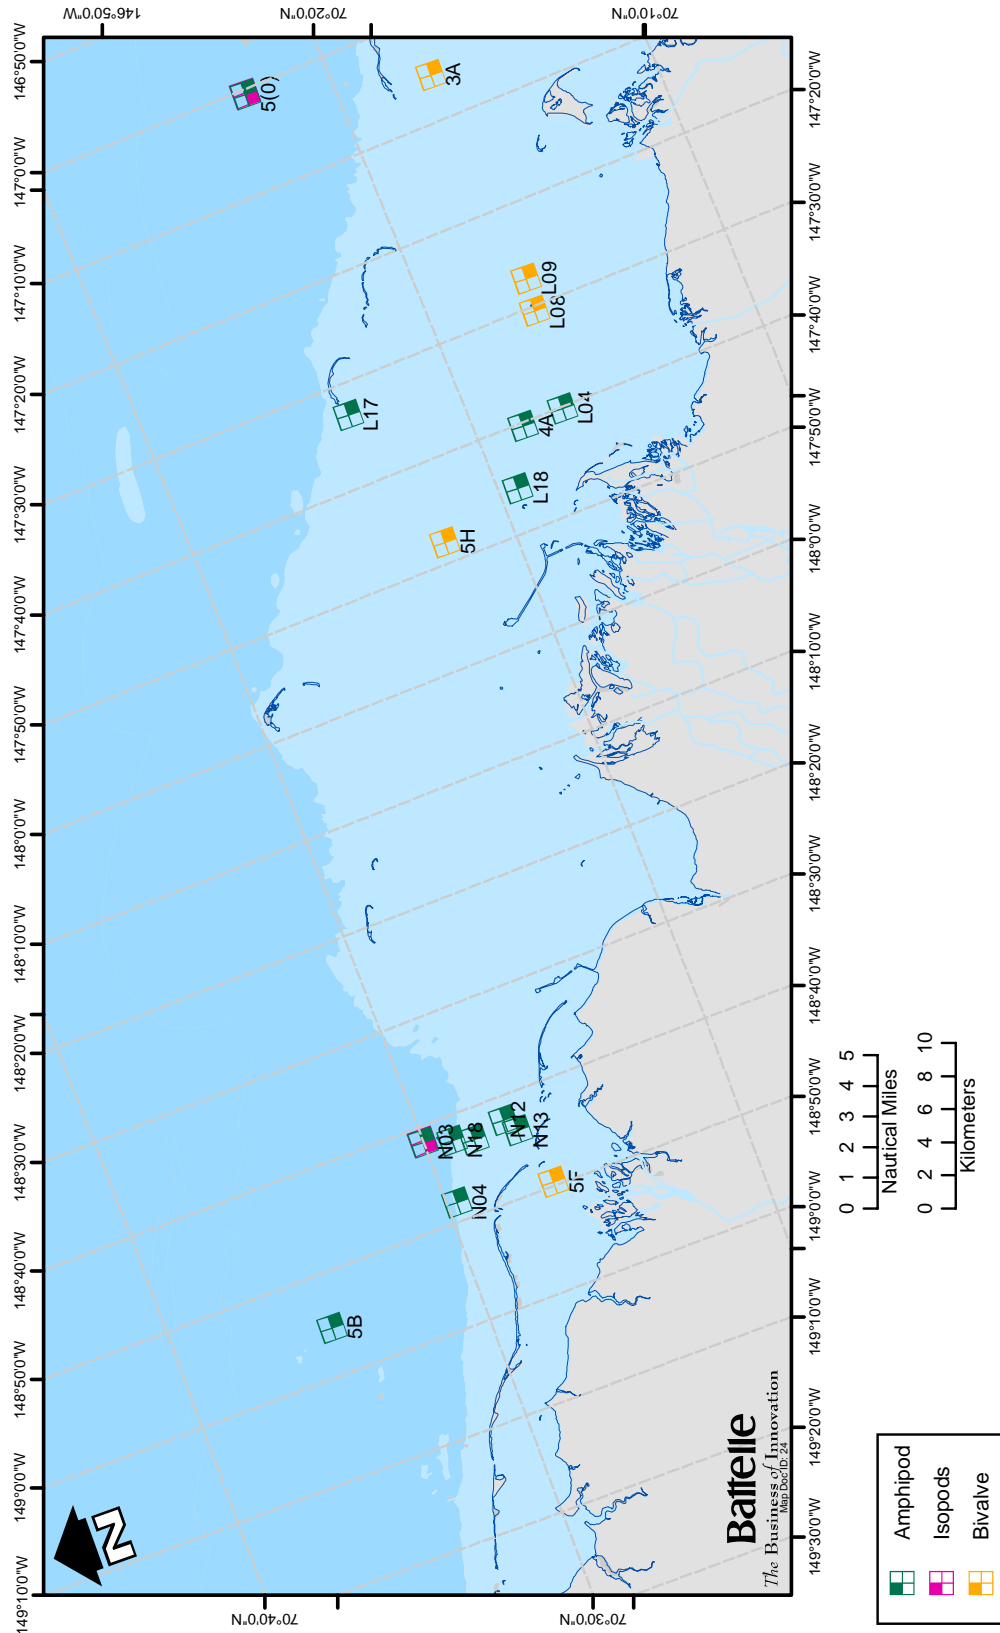 149°10'0"W
149°0'0"W
148°50'0"W
148°40'0"W
148°30'0"W
148°20'0"W
148°10'0"W
148°0'0"W
147°50'0"W
147°40'0"W
147°30'0"W
147°20'0"W
147°10'0"W
147°0'0"W
146°50'0"W
146°50'0"W
70°20'0"N
70°10'0"N
70°40'0"N
70°30'0"N
N
5(0)
3A
L09
L08
L17
L04
4A
L18
5H
N03
N18
N12
N13
N04
5F
5B
149°30'0"W
149°20'0"W
149°10'0"W
149°0'0"W
148°50'0"W
148°40'0"W
148°30'0"W
148°20'0"W
148°10'0"W
148°0'0"W
147°50'0"W
147°40'0"W
147°30'0"W
147°20'0"W
Battelle
The Business of Innovation
Map Doc ID: 24
0 1 2 3 4 5
Nautical Miles
0 2 4 6 8 10
Kilometers
Amphipod
Isopods
Bivalve